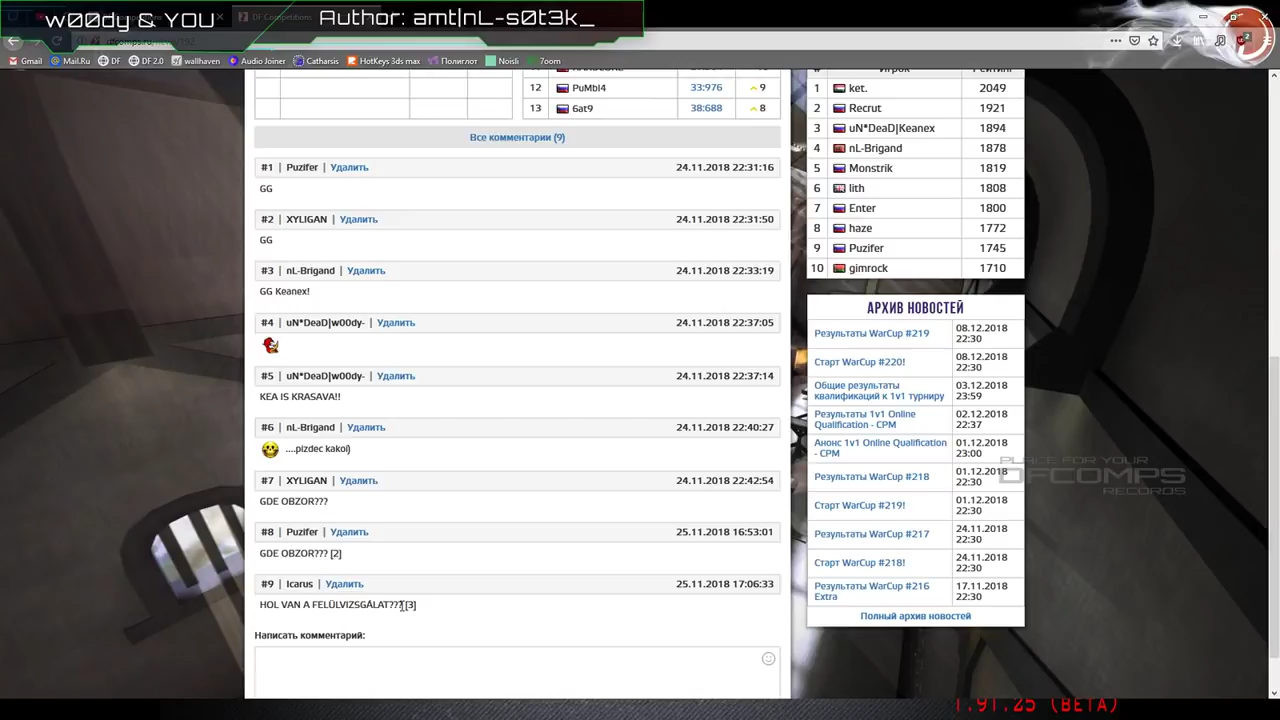 w00dy & YOU
Author: amt|nL-s0t3k_
DF Competitions
Gmail Mail.Ru DF DF 2.0 wallhaven Audio Joiner Catharsis HotKeys 3ds max Полиглот Noisli 7oom
# Игрок Рейтинг
12 PuMbI4 33:976 9
13 6at9 38:688 8
Все комментарии (9)
#1 | Puzifer | Удалить 24.11.2018 22:31:16
GG
#2 | XYLIGAN | Удалить 24.11.2018 22:31:50
GG
#3 | nL-Brigand | Удалить 24.11.2018 22:33:19
GG Keanex!
#4 | uN*DeaD|w00dy- | Удалить 24.11.2018 22:37:05
#5 | uN*DeaD|w00dy- | Удалить 24.11.2018 22:37:14
KEA IS KRASAVA!!
#6 | nL-Brigand | Удалить 24.11.2018 22:40:27
....pizdec kakoi)
#7 | XYLIGAN | Удалить 24.11.2018 22:42:54
GDE OBZOR???
#8 | Puzifer | Удалить 25.11.2018 16:53:01
GDE OBZOR??? [2]
#9 | Icarus | Удалить 25.11.2018 17:06:33
HOL VAN A FELÜLVIZSGÁLAT??? [3]
Написать комментарий:
1 ket. 2049
2 Recrut 1921
3 uN*DeaD|Keanex 1894
4 nL-Brigand 1878
5 Monstrik 1819
6 lith 1808
7 Enter 1800
8 haze 1772
9 Puzifer 1745
10 gimrock 1710
АРХИВ НОВОСТЕЙ
Результаты WarCup #219 08.12.2018 22:30
Старт WarCup #220! 08.12.2018 22:30
Общие результаты квалификаций к 1v1 турниру 03.12.2018 23:59
Результаты 1v1 Online Qualification - CPM 02.12.2018 22:37
Анонс 1v1 Online Qualification - CPM 01.12.2018 23:00
Результаты WarCup #218 01.12.2018 22:30
Старт WarCup #219! 01.12.2018 22:30
Результаты WarCup #217 24.11.2018 22:30
Старт WarCup #218! 24.11.2018 22:30
Результаты WarCup #216 Extra 17.11.2018 22:30
Полный архив новостей
PLACE FOR YOUR
DFCOMPS
RECORDS
1.91.25 (BETA)